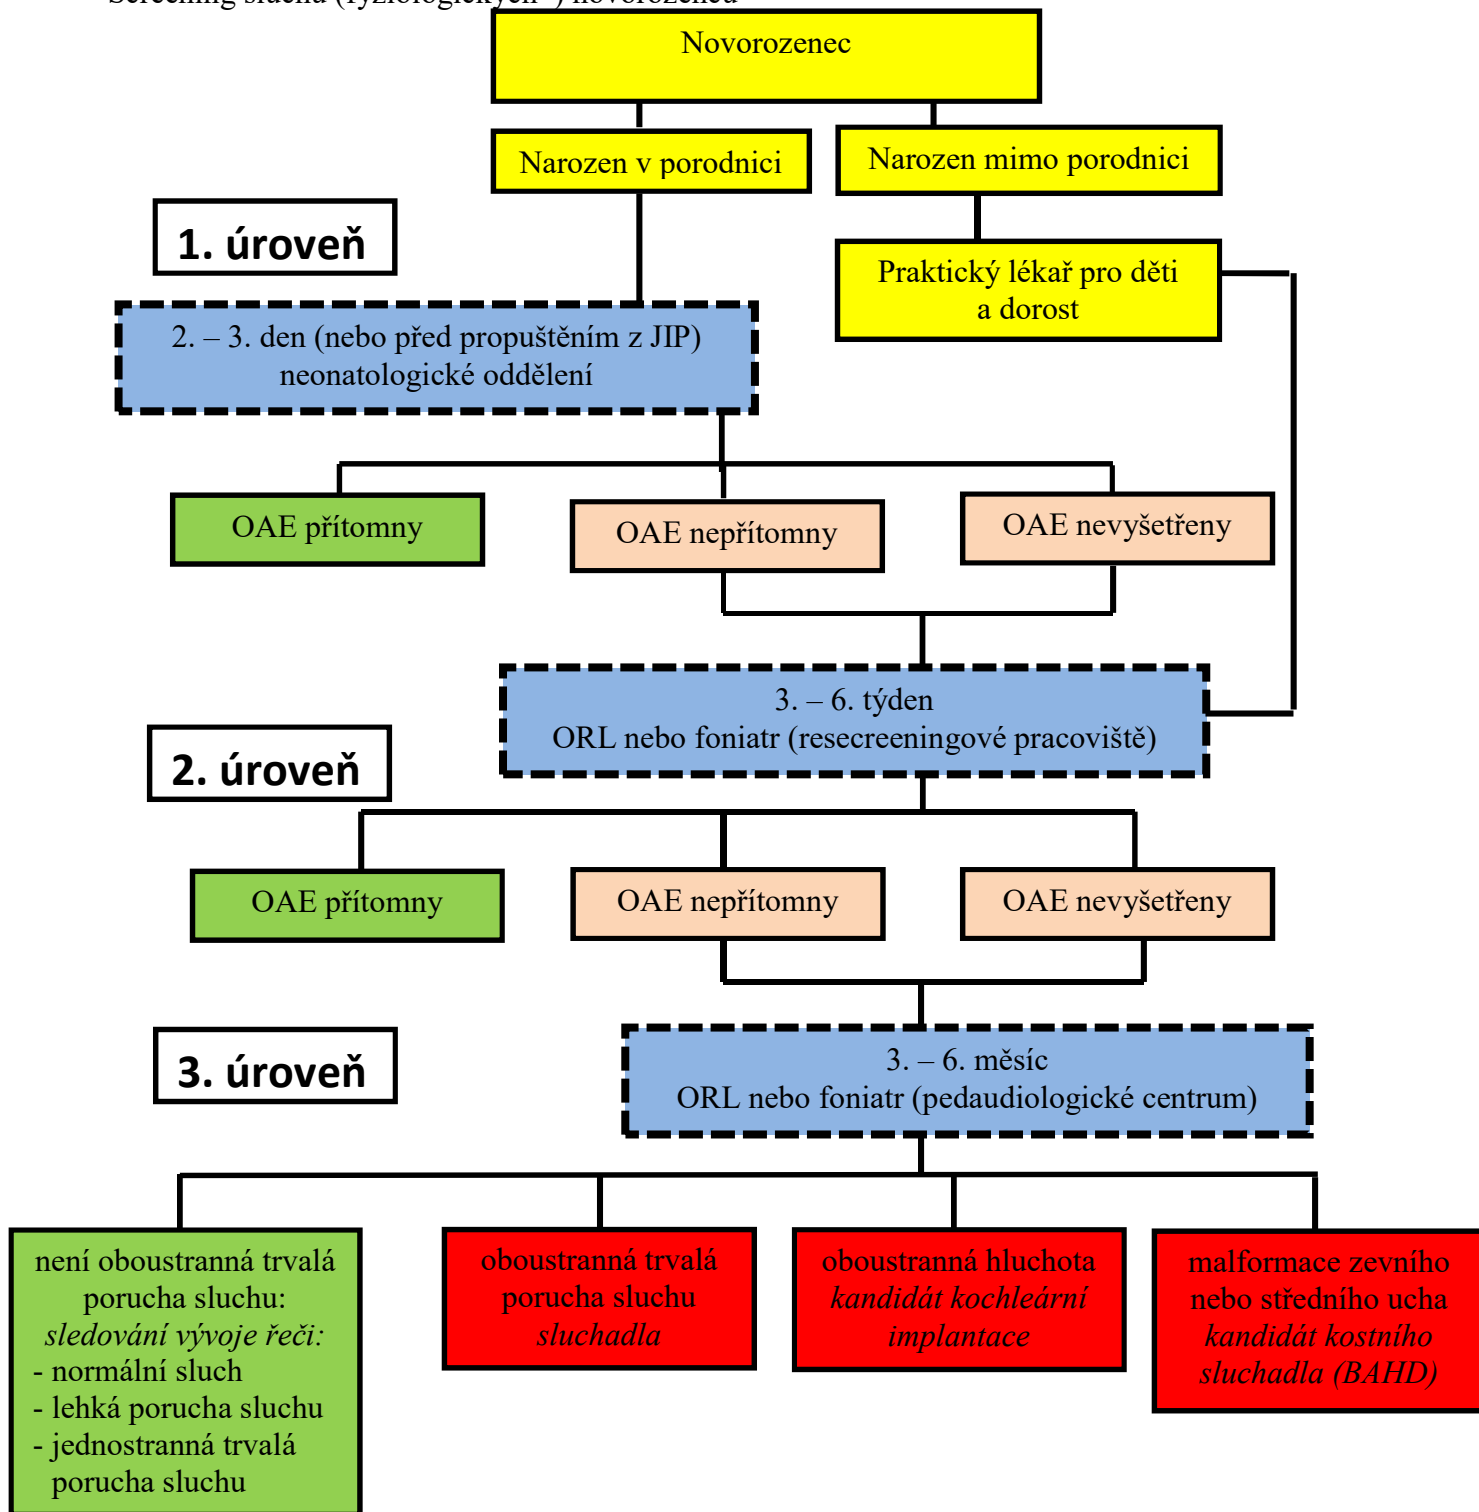 Screening sluchu (fyziologických ) novorozenců
Novorozenec
Narozen v porodnici
Narozen mimo porodnici
1. úroveň
Praktický lékař pro děti
a dorost
2. – 3. den (nebo před propuštěním z JIP)
neonatologické oddělení
OAE přítomny
OAE nepřítomny
OAE nevyšetřeny
3. – 6. týden
ORL nebo foniatr (resecreeningové pracoviště)
2. úroveň
OAE přítomny
OAE nepřítomny
OAE nevyšetřeny
3. úroveň
3. – 6. měsíc
ORL nebo foniatr (pedaudiologické centrum)
není oboustranná trvalá
porucha sluchu:
sledování vývoje řeči:
- normální sluch
- lehká porucha sluchu
- jednostranná trvalá
porucha sluchu
oboustranná trvalá
porucha sluchu
sluchadla
oboustranná hluchota
kandidát kochleární
implantace
malformace zevního
nebo středního ucha
kandidát kostního
sluchadla (BAHD)